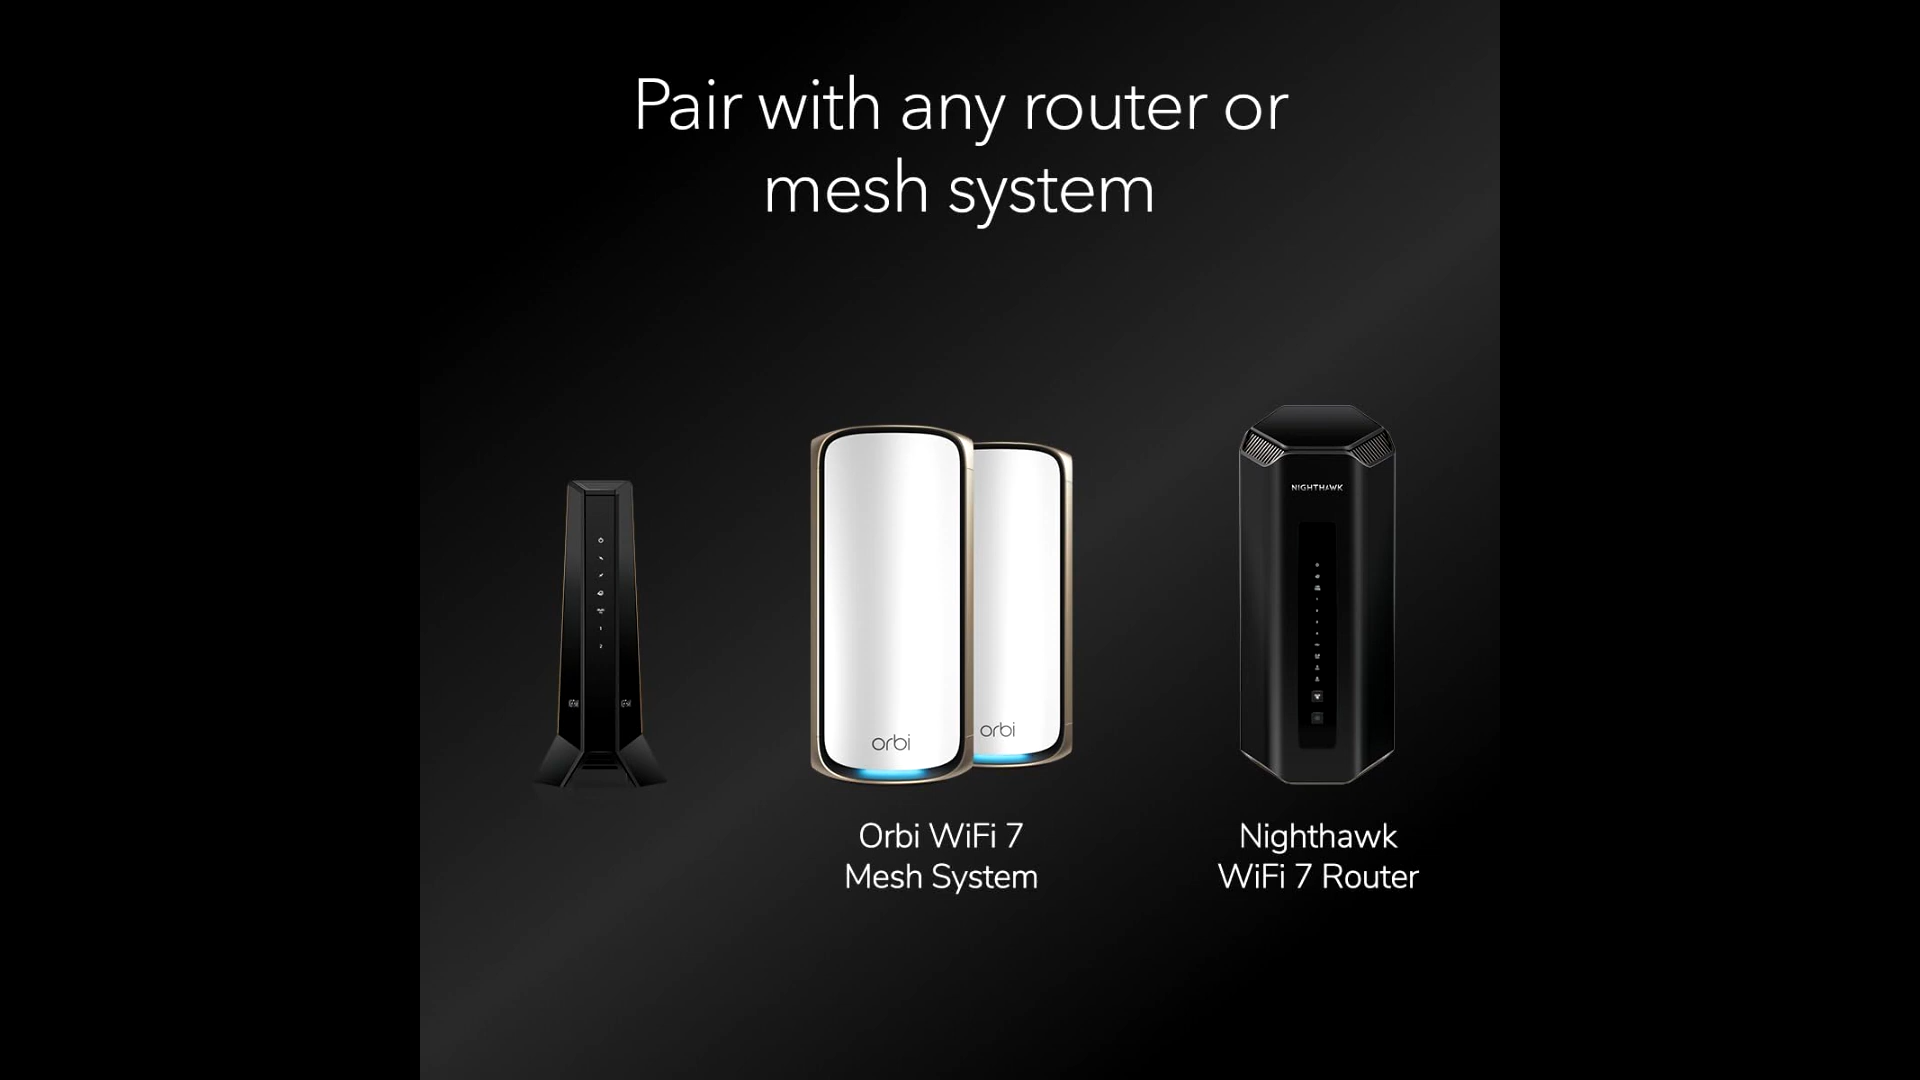 Pair with any router or
mesh system
NIGHTHAWK
orbi
orbi
Orbi WiFi 7
Mesh System
Nighthawk
WiFi 7 Router